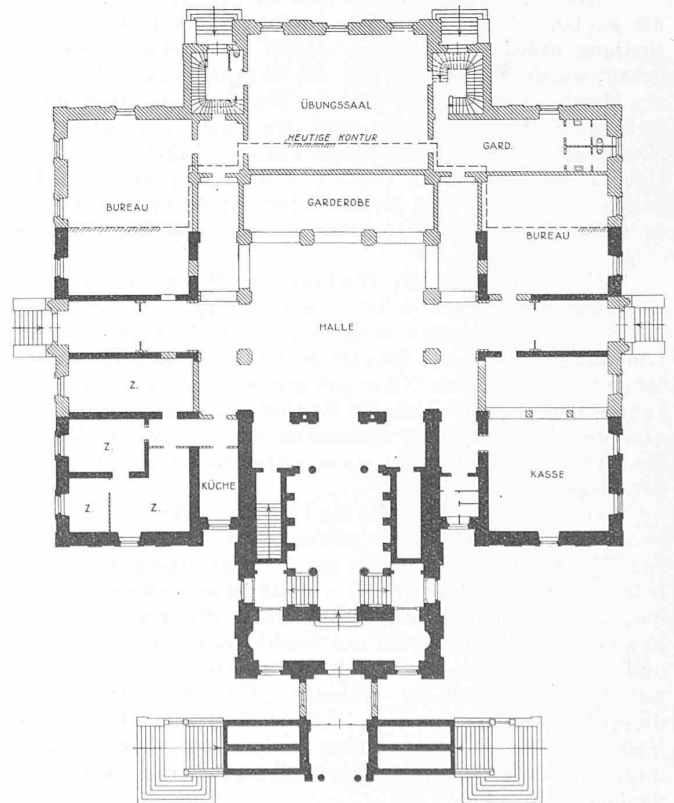 ÜBUNGSSAAL
HEUTIGE KONTUR
GARD.
BUREAU
GARDEROBE
BUREAU
HALLE
Z.
Z.
KÜCHE
KASSE
Z.
Z.